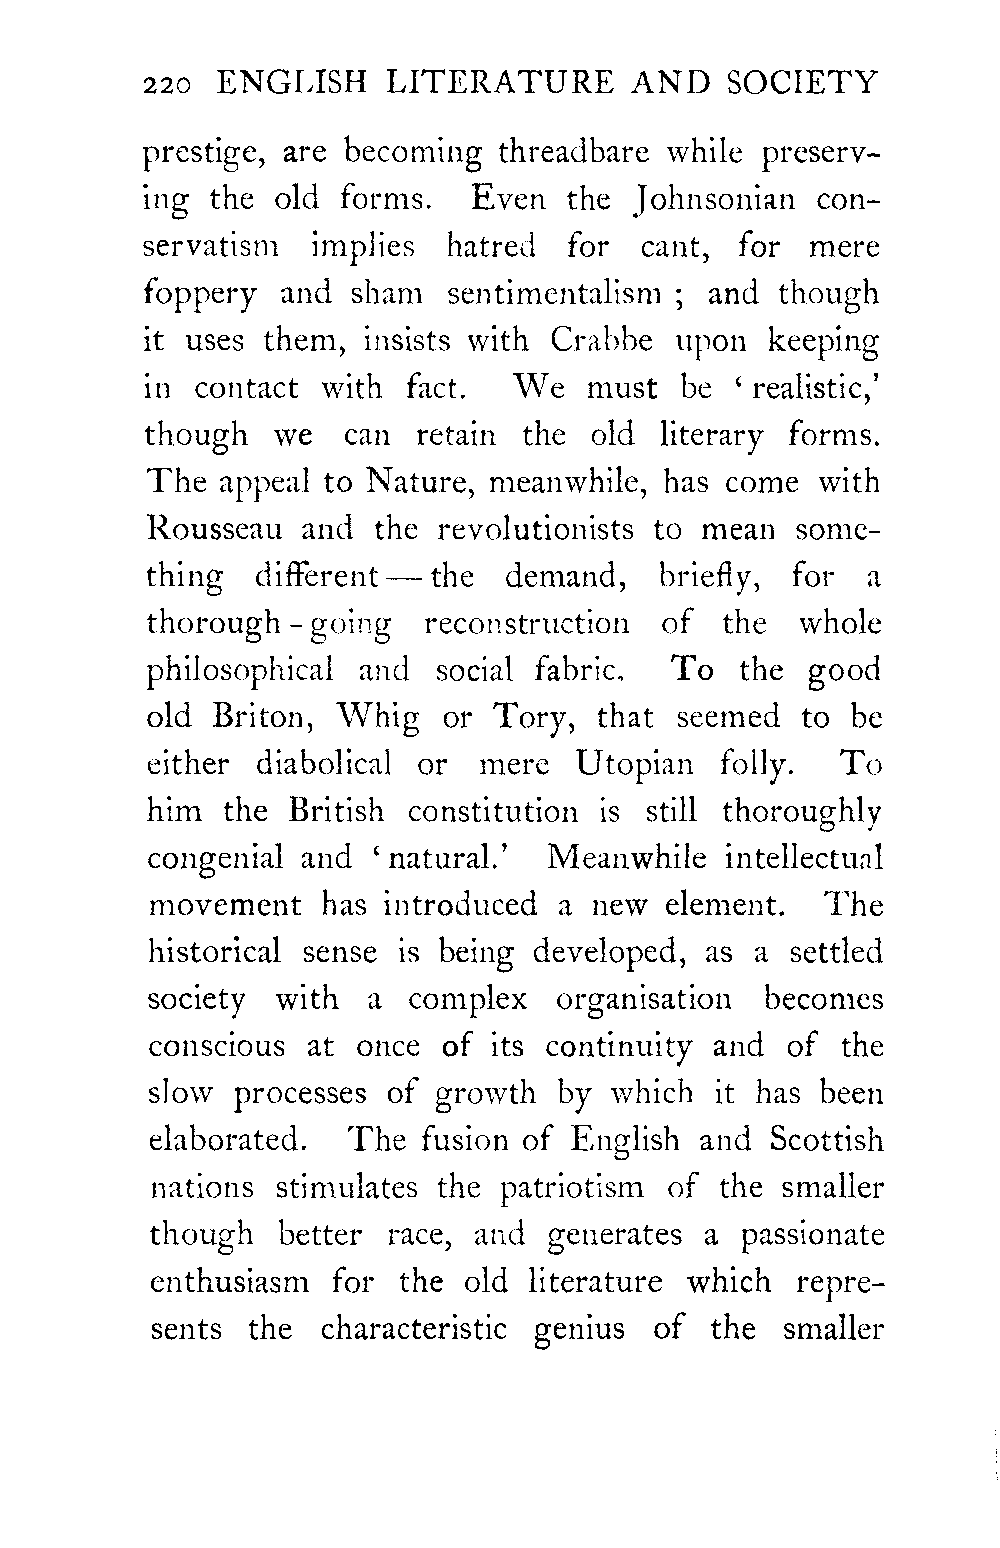 220 ENGLISH LITERATURE AND SOCIETY
prestige, are becoming threadbare while preserv-
ing the old forms. Even the Johnsonian con-
servatism implies hatred for cant, for mere
foppery and sham sentimentalism ; and though
it uses them, insists with Crabbe upon keeping
in contact with fact. We must be ‘ realistic,’
though we can retain the old literary forms.
The appeal to Nature, meanwhile, has come with
Rousseau and the revolutionists to mean some-
thing different — the demand, briefly, for a
thorough - going reconstruction of the whole
philosophical and social fabric. To the good
old Briton, Whig or Tory, that seemed to be
either diabolical or mere Utopian folly. To
him the British constitution is still thoroughly
congenial and ‘ natural.’ Meanwhile intellectual
movement has introduced a new element. The
historical sense is being developed, as a settled
society with a complex organisation becomes
conscious at once of its continuity and of the
slow processes of growth by which it has been
elaborated. The fusion of English and Scottish
nations stimulates the patriotism of the smaller
though better race, and generates a passionate
enthusiasm for the old literature which repre-
sents the characteristic genius of the smaller